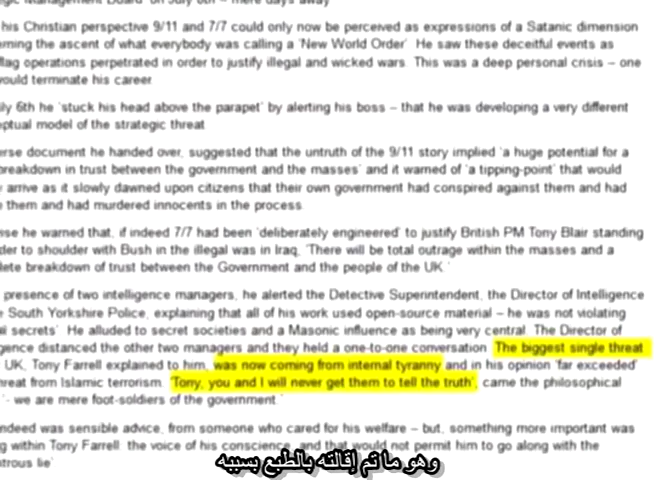 Management Board' on July 6th – mere days away
his Christian perspective 9/11 and 7/7 could only now be perceived as expressions of a Satanic dimension
the ascent of what everybody was calling a 'New World Order' He saw these deceitful events as
flag operations perpetrated in order to justify illegal and wicked wars. This was a deep personal crisis – one
would terminate his career
6th he 'stuck his head above the parapet' by alerting his boss – that he was developing a very different
model of the strategic threat
document he handed over, suggested that the untruth of the 9/11 story implied 'a huge potential for a
breakdown in trust between the government and the masses' and it warned of 'a tipping-point' that would
arrive as it slowly dawned upon citizens that their own government had conspired against them and had
them and had murdered innocents in the process
he warned that, if indeed 7/7 had been 'deliberately engineered' to justify British PM Tony Blair standing
to shoulder with Bush in the illegal was in Iraq, 'There will be total outrage within the masses and a
breakdown of trust between the Government and the people of the UK.'
presence of two intelligence managers, he alerted the Detective Superintendent, the Director of Intelligence
South Yorkshire Police, explaining that all of his work used open-source material – he was not violating
secrets' He alluded to secret societies and a Masonic influence as being very central. The Director of
distanced the other two managers and they held a one-to-one conversation. The biggest single threat
UK, Tony Farrell explained to him, was now coming from internal tyranny and in his opinion 'far exceeded'
from Islamic terrorism. 'Tony, you and I will never get them to tell the truth', came the philosophical
'- we are mere foot-soldiers of the government.'
was sensible advice, from someone who cared for his welfare – but, something more important was
within Tony Farrell: the voice of his conscience, and that would not permit him to go along with the
lie'
وهو ما تم إقالته بالطبع بسببه